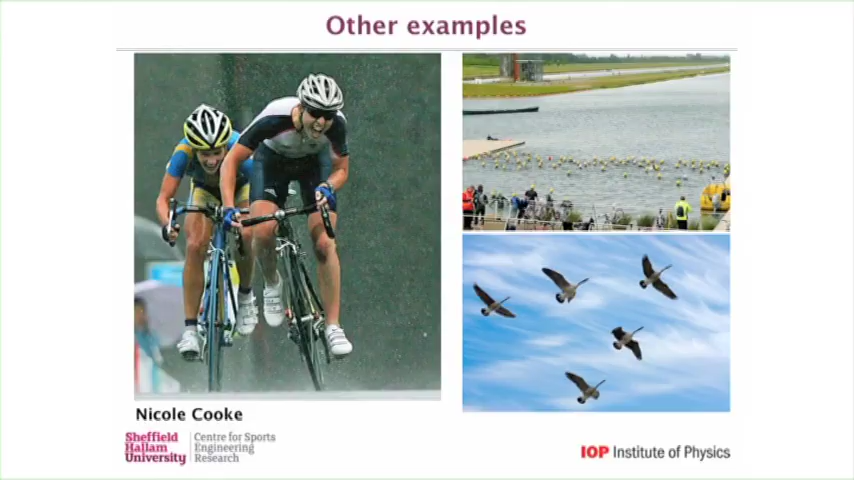 Other examples
Nicole Cooke
Sheffield
Hallam
University
Centre for Sports
Engineering
Research
IOP Institute of Physics